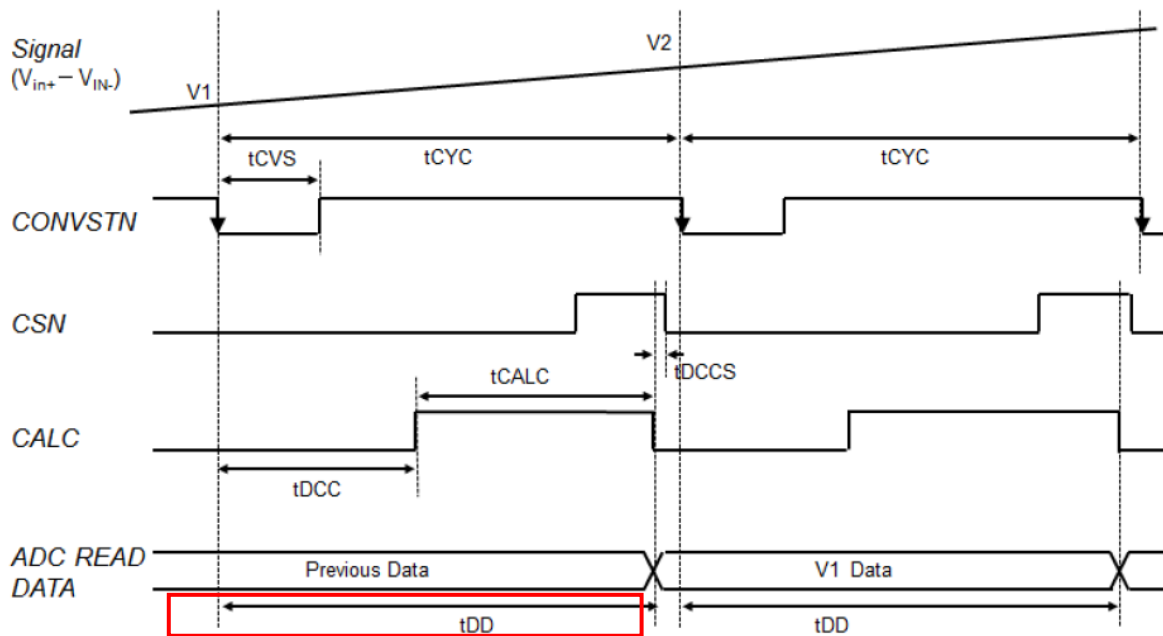 Signal
(Vin+ – VIN-)
V1
V2
tCVS
tCYC
tCYC
CONVSTN
CSN
tDCCS
tCALC
CALC
tDCC
ADC READ
DATA
Previous Data
V1 Data
tDD
tDD